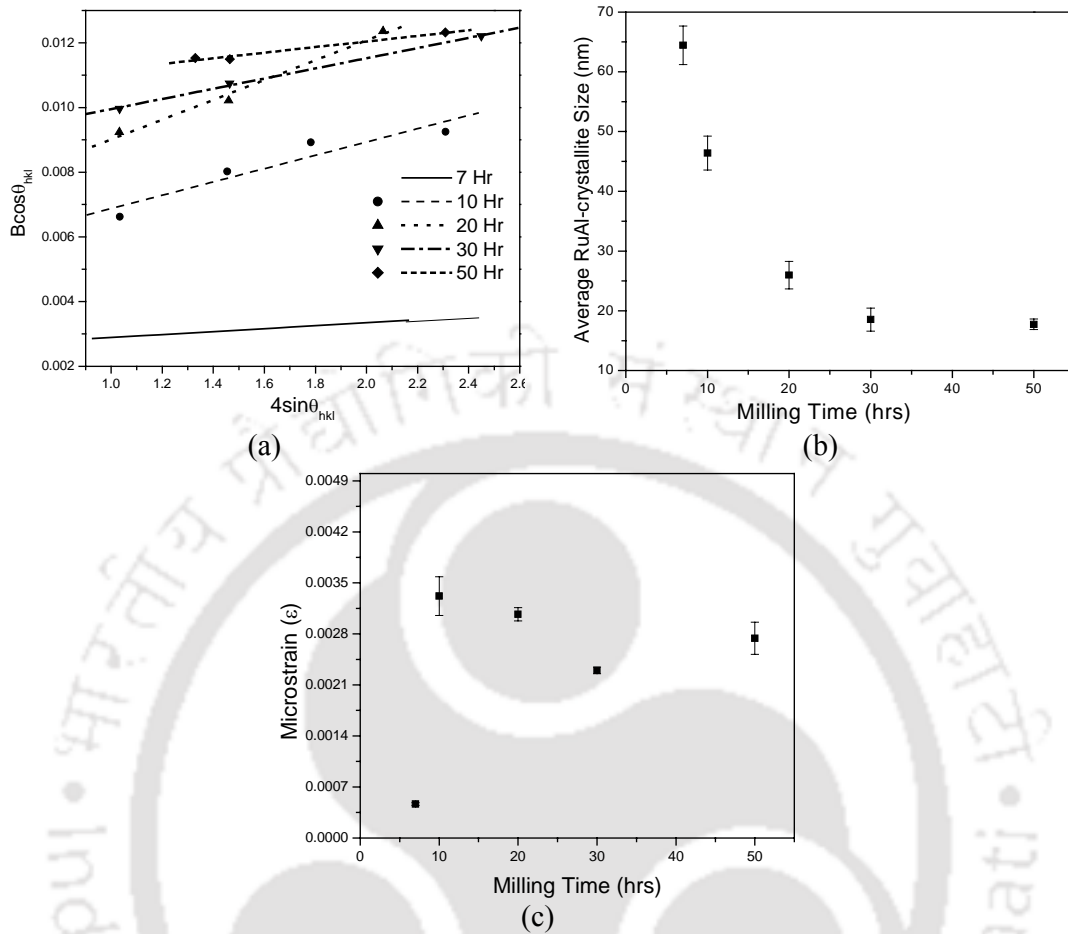 0.012
0.010
0.008
0.006
0.004
0.002
Bcosθhkl
7 Hr
10 Hr
20 Hr
30 Hr
50 Hr
1.0 1.2 1.4 1.6 1.8 2.0 2.2 2.4 2.6
4sinθhkl
(a)
70
60
50
40
30
20
10
Average RuAl-crystallite Size (nm)
0 10 20 30 40 50
Milling Time (hrs)
(b)
0.0049
0.0042
0.0035
0.0028
0.0021
0.0014
0.0007
0.0000
Microstrain (ε)
0 10 20 30 40 50
Milling Time (hrs)
(c)
भारतीय प्रौद्योगिकी संस्थान गुवाहाटी